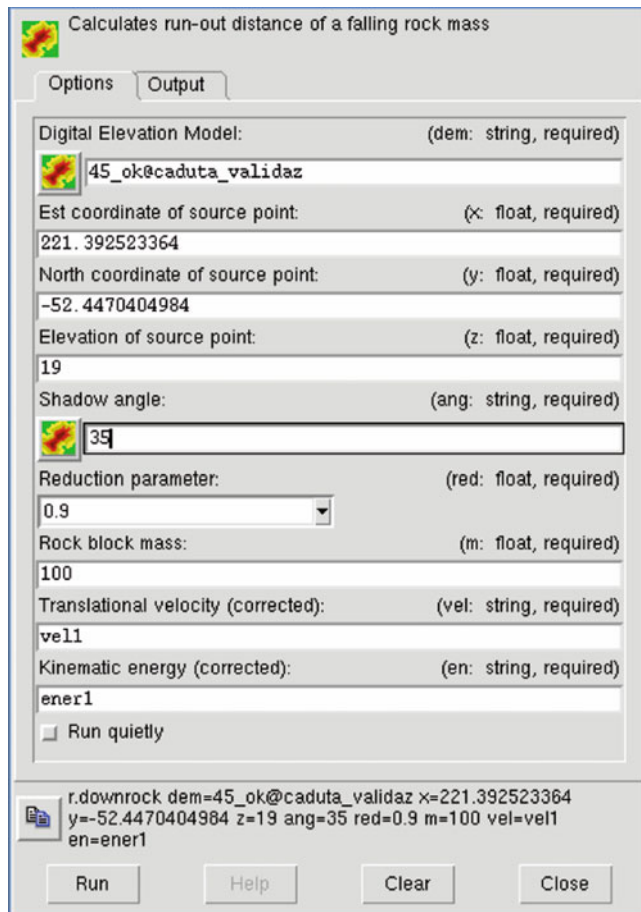 Calculates run-out distance of a falling rock mass
Options Output
Digital Elevation Model: (dem: string, required)
45_ok@caduta_validaz
Est coordinate of source point: (x: float, required)
221.392523364
North coordinate of source point: (y: float, required)
-52.4470404984
Elevation of source point: (z: float, required)
19
Shadow angle: (ang: string, required)
35
Reduction parameter: (red: float, required)
0.9
Rock block mass: (m: float, required)
100
Translational velocity (corrected): (vel: string, required)
vel1
Kinematic energy (corrected): (en: string, required)
ener1
Run quietly
r.downrock dem=45_ok@caduta_validaz x=221.392523364
y=-52.4470404984 z=19 ang=35 red=0.9 m=100 vel=vel1
en=ener1
Run Help Clear Close